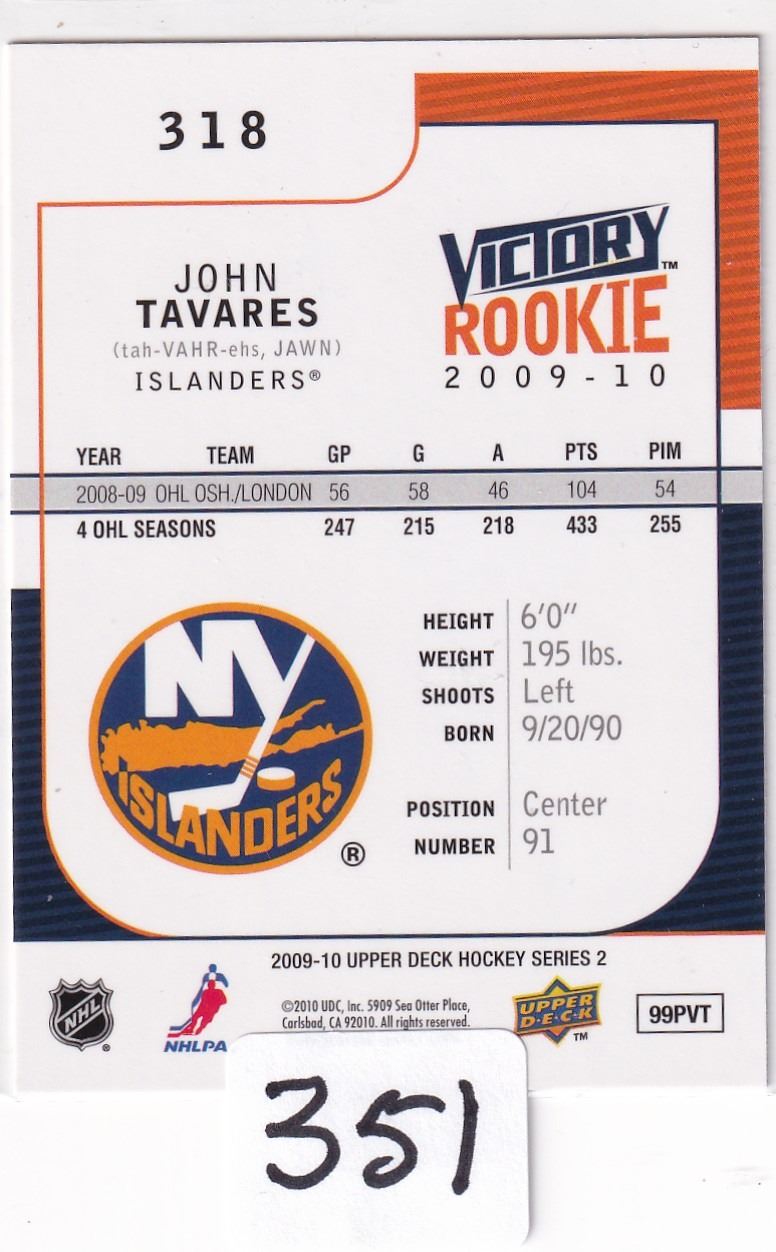 318
VICTORY™
ROOKIE
2009-10
JOHN
TAVARES
(tah-VAHR-ehs, JAWN)
ISLANDERS®
YEAR TEAM GP G A PTS PIM
2008-09 OHL OSH./LONDON 56 58 46 104 54
4 OHL SEASONS 247 215 218 433 255
NY
ISLANDERS
®
HEIGHT 6'0"
WEIGHT 195 lbs.
SHOOTS Left
BORN 9/20/90
POSITION Center
NUMBER 91
2009-10 UPPER DECK HOCKEY SERIES 2
NHL®
NHLPA
©2010 UDC, Inc. 5909 Sea Otter Place,
Carlsbad, CA 92010. All rights reserved.
UPPER
D·E·C·K™
99PVT
351